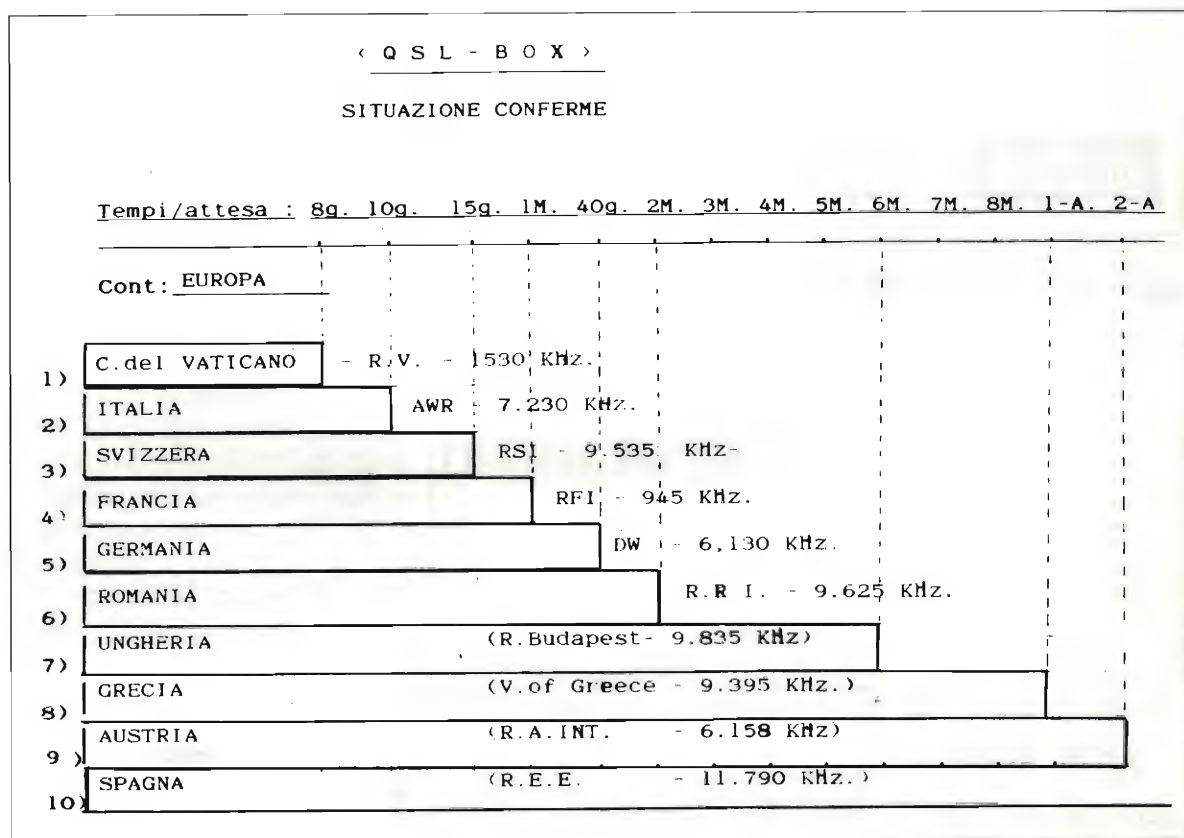 < Q S L - B O X >
SITUAZIONE CONFERME
Tempi/attesa : 8g. 10g. 15g. 1M. 40g. 2M. 3M. 4M. 5M. 6M. 7M. 8M. 1-A. 2-A
Cont: EUROPA
1) C.del VATICANO - R.V. - 1530 KHz.
2) ITALIA AWR - 7.230 KHz.
3) SVIZZERA RSI - 9.535 KHz-
4) FRANCIA RFI - 945 KHz.
5) GERMANIA DW - 6,130 KHz.
6) ROMANIA R.R I. - 9.625 KHz.
7) UNGHERIA (R.Budapest- 9.835 KHz)
8) GRECIA (V.of Greece - 9.395 KHz.)
9 ) AUSTRIA (R.A.INT. - 6.158 KHz)
10) SPAGNA (R.E.E. - 11.790 KHz.)